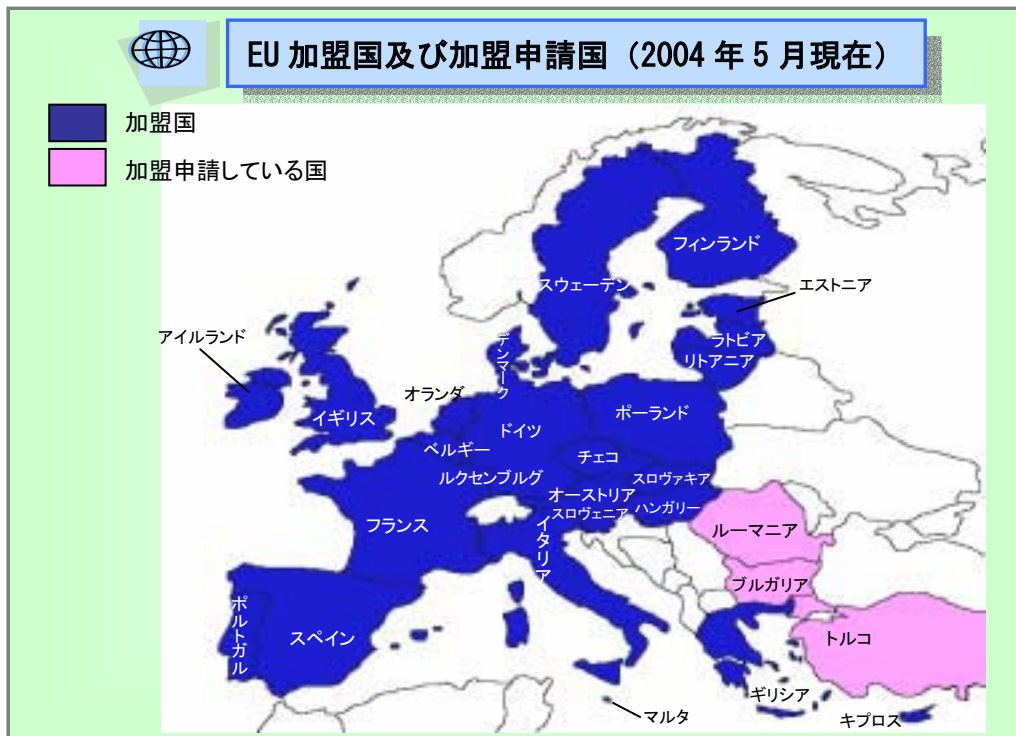 EU 加盟国及び加盟申請国（2004 年 5 月現在）
加盟国
加盟申請している国
フィンランド
スウェーデン
エストニア
アイルランド
ラトビア
リトアニア
デンマーク
オランダ
イギリス
ポーランド
ドイツ
ベルギー
チェコ
ルクセンブルグ
スロヴァキア
オーストリア
スロヴェニア
ハンガリー
フランス
イタリア
ルーマニア
ブルガリア
ポルトガル
スペイン
トルコ
ギリシア
マルタ
キプロス